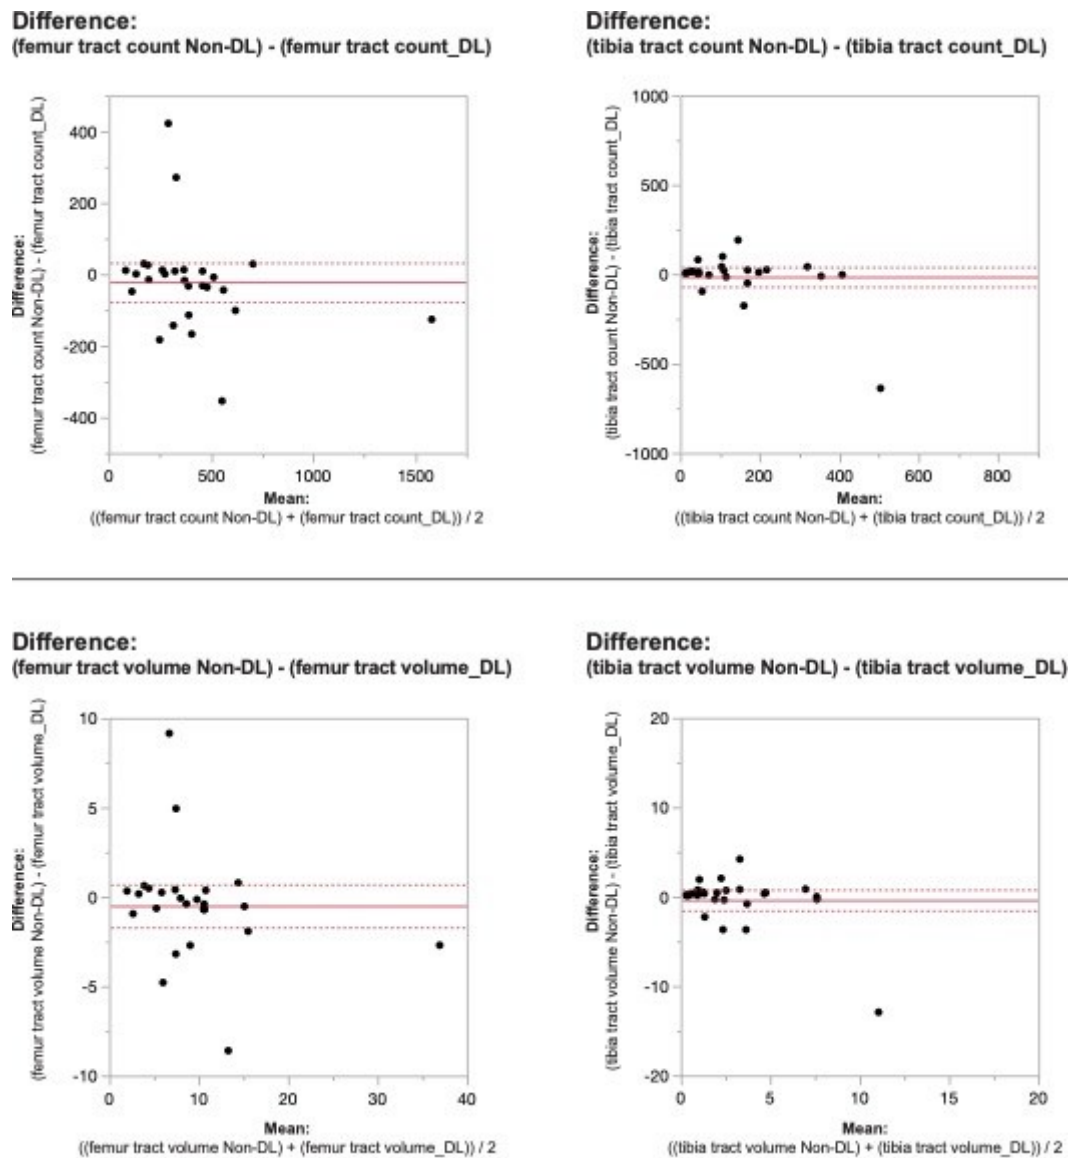 Difference:
(femur tract count Non-DL) - (femur tract count_DL)
Difference:
(femur tract count Non-DL) - (femur tract count_DL)
400
200
0
-200
-400
0
500
1000
1500
Mean:
((femur tract count Non-DL) + (femur tract count_DL)) / 2
Difference:
(tibia tract count Non-DL) - (tibia tract count_DL)
Difference:
(tibia tract count Non-DL) - (tibia tract count_DL)
1000
500
0
-500
-1000
0
200
400
600
800
Mean:
((tibia tract count Non-DL) + (tibia tract count_DL)) / 2
Difference:
(femur tract volume Non-DL) - (femur tract volume_DL)
Difference:
(femur tract volume Non-DL) - (femur tract volume_DL)
10
5
0
-5
-10
0
10
20
30
40
Mean:
((femur tract volume Non-DL) + (femur tract volume_DL)) / 2
Difference:
(tibia tract volume Non-DL) - (tibia tract volume_DL)
Difference:
(tibia tract volume Non-DL) - (tibia tract volume_DL)
20
10
0
-10
-20
0
5
10
15
20
Mean:
((tibia tract volume Non-DL) + (tibia tract volume_DL)) / 2